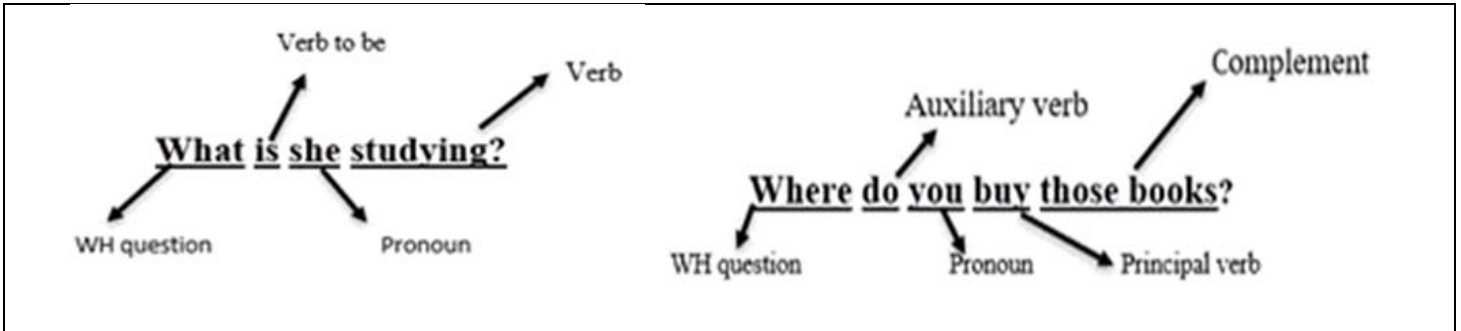 Verb to be
Verb
What is she studying?
WH question
Pronoun
Complement
Auxiliary verb
Where do you buy those books?
WH question
Pronoun
Principal verb